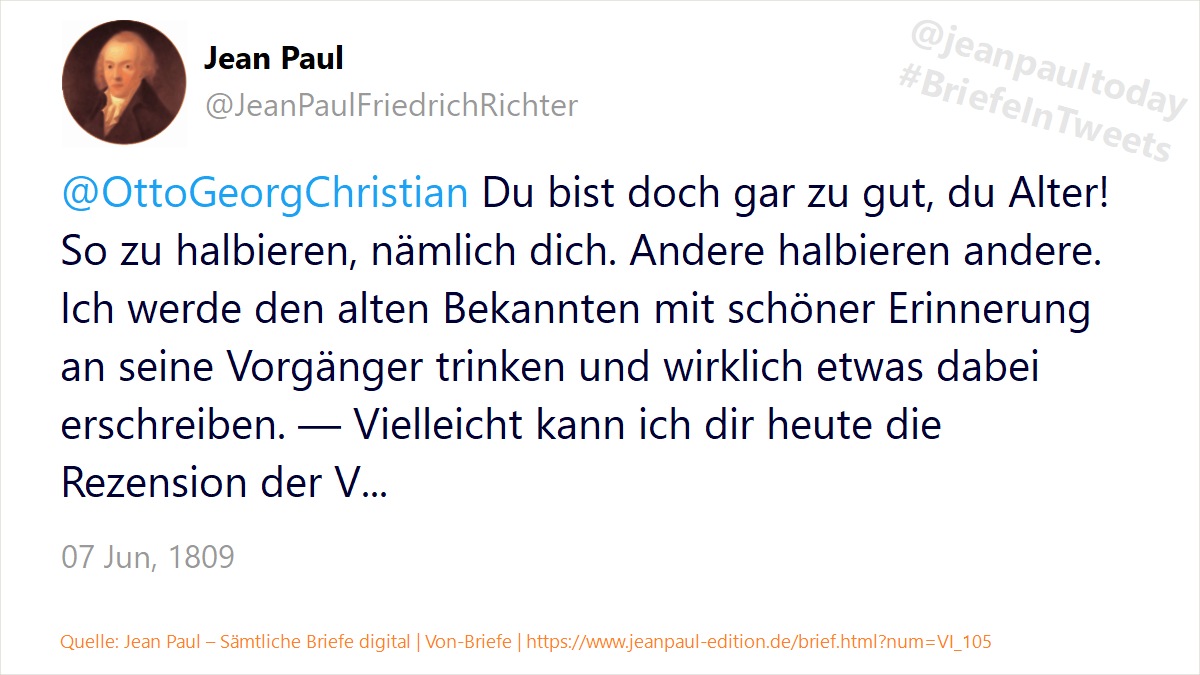 Jean Paul
@JeanPaulFriedrichRichter
@jeanpaultoday
#BriefeInTweets
@OttoGeorgChristian Du bist doch gar zu gut, du Alter!
So zu halbieren, nämlich dich. Andere halbieren andere.
Ich werde den alten Bekannten mit schöner Erinnerung
an seine Vorgänger trinken und wirklich etwas dabei
erschreiben. — Vielleicht kann ich dir heute die
Rezension der V...
07 Jun, 1809
Quelle: Jean Paul – Sämtliche Briefe digital | Von-Briefe | https://www.jeanpaul-edition.de/brief.html?num=VI_105